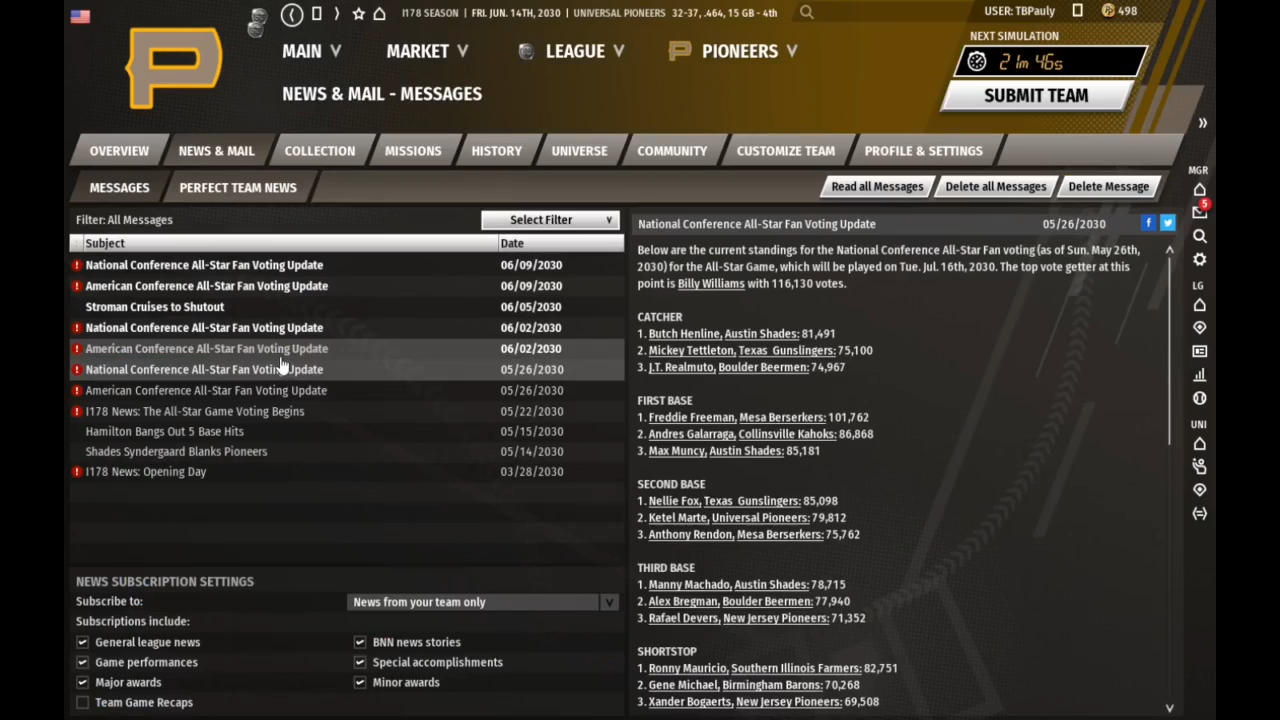 I178 SEASON | FRI. JUN. 14TH, 2030 | UNIVERSAL PIONEERS 32-37, .464, 15 GB - 4th
USER: TBPauly
498
P
MAIN
MARKET
LEAGUE
PIONEERS
NEXT SIMULATION
21m 46s
NEWS & MAIL - MESSAGES
SUBMIT TEAM
OVERVIEW
NEWS & MAIL
COLLECTION
MISSIONS
HISTORY
UNIVERSE
COMMUNITY
CUSTOMIZE TEAM
PROFILE & SETTINGS
MESSAGES
PERFECT TEAM NEWS
Read all Messages
Delete all Messages
Delete Message
Filter: All Messages
Select Filter
Subject Date
National Conference All-Star Fan Voting Update 06/09/2030
American Conference All-Star Fan Voting Update 06/09/2030
Stroman Cruises to Shutout 06/05/2030
National Conference All-Star Fan Voting Update 06/02/2030
American Conference All-Star Fan Voting Update 06/02/2030
National Conference All-Star Fan Voting Update 05/26/2030
American Conference All-Star Fan Voting Update 05/26/2030
I178 News: The All-Star Game Voting Begins 05/22/2030
Hamilton Bangs Out 5 Base Hits 05/15/2030
Shades Syndergaard Blanks Pioneers 05/14/2030
I178 News: Opening Day 03/28/2030
NEWS SUBSCRIPTION SETTINGS
Subscribe to: News from your team only
Subscriptions include:
General league news
BNN news stories
Game performances
Special accomplishments
Major awards
Minor awards
Team Game Recaps
National Conference All-Star Fan Voting Update 05/26/2030
Below are the current standings for the National Conference All-Star Fan voting (as of Sun. May 26th,
2030) for the All-Star Game, which will be played on Tue. Jul. 16th, 2030. The top vote getter at this
point is Billy Williams with 116,130 votes.
CATCHER
1. Butch Henline, Austin Shades: 81,491
2. Mickey Tettleton, Texas Gunslingers: 75,100
3. J.T. Realmuto, Boulder Beermen: 74,967
FIRST BASE
1. Freddie Freeman, Mesa Berserkers: 101,762
2. Andres Galarraga, Collinsville Kahoks: 86,868
3. Max Muncy, Austin Shades: 85,181
SECOND BASE
1. Nellie Fox, Texas Gunslingers: 85,098
2. Ketel Marte, Universal Pioneers: 79,812
3. Anthony Rendon, Mesa Berserkers: 75,762
THIRD BASE
1. Manny Machado, Austin Shades: 78,715
2. Alex Bregman, Boulder Beermen: 77,940
3. Rafael Devers, New Jersey Pioneers: 71,352
SHORTSTOP
1. Ronny Mauricio, Southern Illinois Farmers: 82,751
2. Gene Michael, Birmingham Barons: 70,268
3. Xander Bogaerts, New Jersey Pioneers: 69,508
MGR
5
LG
UNI